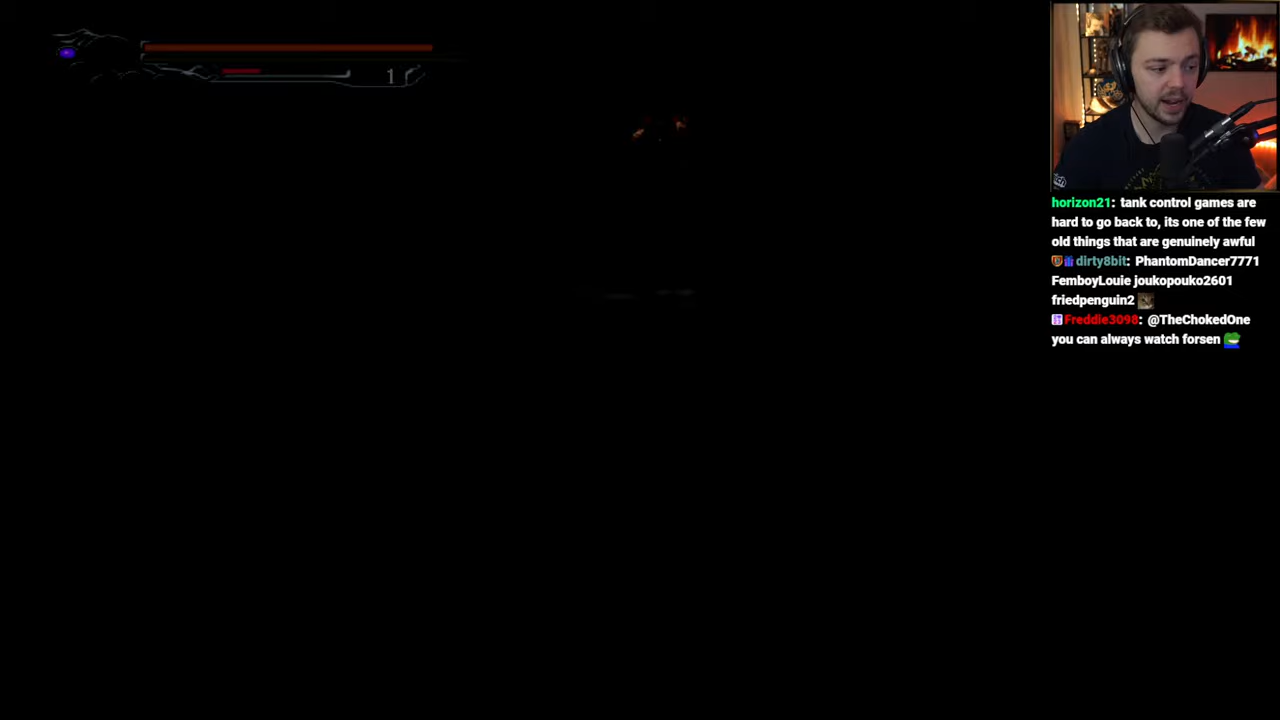 1
horizon21: tank control games are
hard to go back to, its one of the few
old things that are genuinely awful
dirty8bit: PhantomDancer7771
FemboyLouie joukopouko2601
friedpenguin2
Freddie3098: @TheChokedOne
you can always watch forsen